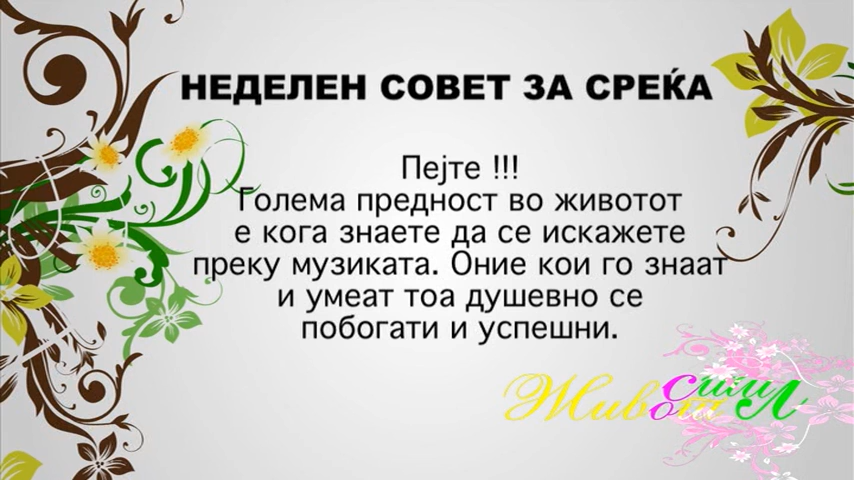 НЕДЕЛЕН СОВЕТ ЗА СРЕЌА
Пејте !!!
Голема предност во животот
е кога знаете да се искажете
преку музиката. Оние кои го знаат
и умеат тоа душевно се
побогати и успешни.
Живот